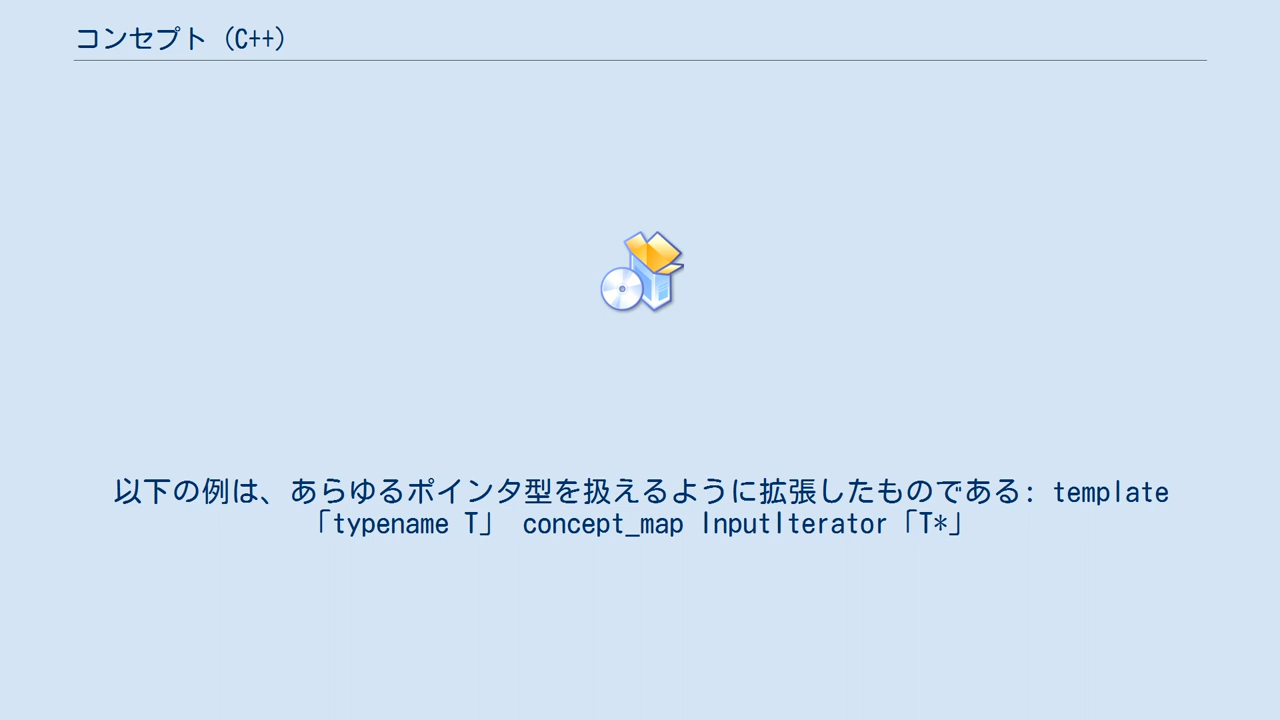 コンセプト (C++)
以下の例は、あらゆるポインタ型を扱えるように拡張したものである: template
「typename T」 concept_map InputIterator「T*」